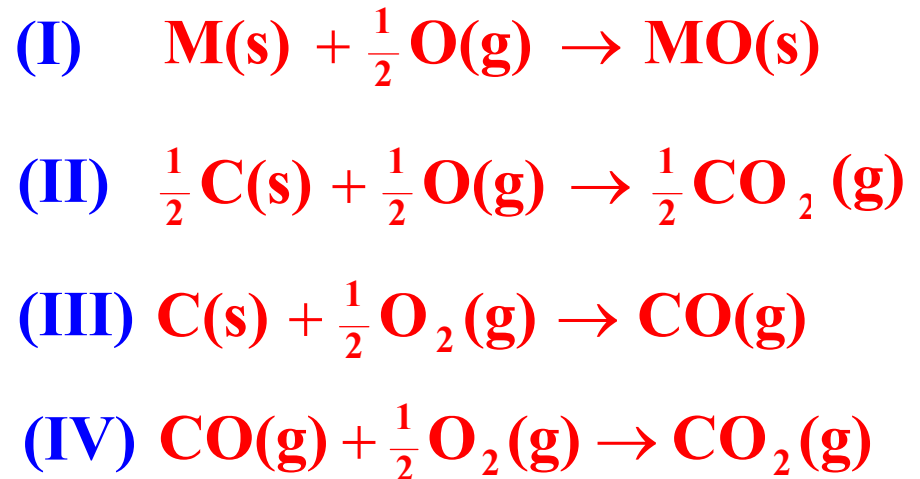 (I) M(s) + 1/2 O(g) → MO(s)
(II) 1/2 C(s) + 1/2 O(g) → 1/2 CO₂ (g)
(III) C(s) + 1/2 O₂ (g) → CO(g)
(IV) CO(g) + 1/2 O₂ (g) → CO₂ (g)